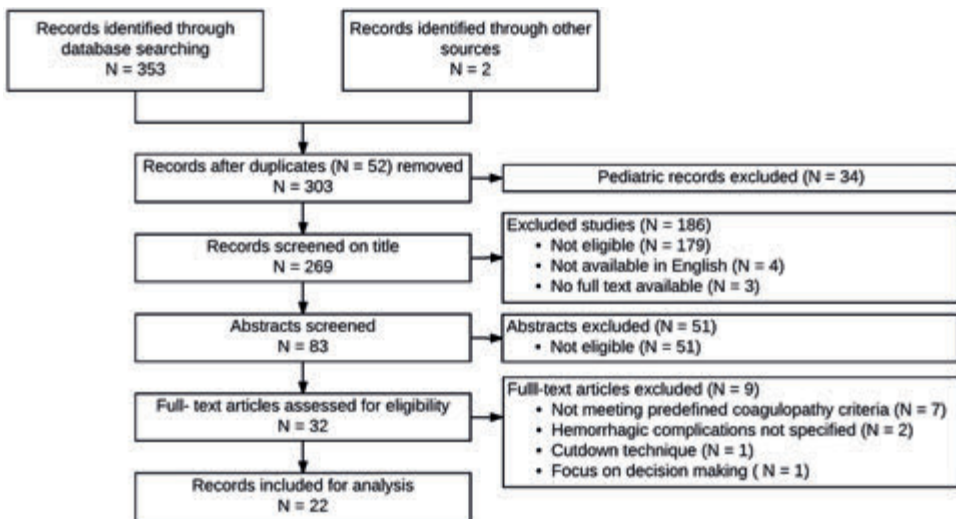 Records identified through
database searching
N = 353
Records identified through other
sources
N = 2
Records after duplicates (N = 52) removed
N = 303
Pediatric records excluded (N = 34)
Records screened on title
N = 269
Excluded studies (N = 186)
• Not eligible (N = 179)
• Not available in English (N = 4)
• No full text available (N = 3)
Abstracts screened
N = 83
Abstracts excluded (N = 51)
• Not eligible (N = 51)
Full- text articles assessed for eligibility
N = 32
Fulll-text articles excluded (N = 9)
• Not meeting predefined coagulopathy criteria (N = 7)
• Hemorrhagic complications not specified (N = 2)
• Cutdown technique (N = 1)
• Focus on decision making ( N = 1)
Records included for analysis
N = 22